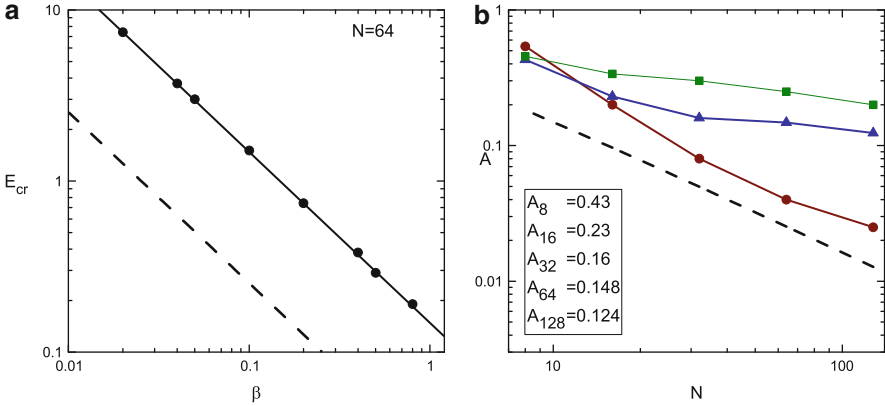 a
N=64
10
1
0.1
E_cr
0.01
0.1
1
β
b
1
0.1
0.01
A
A_8 =0.43
A_16 =0.23
A_32 =0.16
A_64 =0.148
A_128=0.124
10
100
N